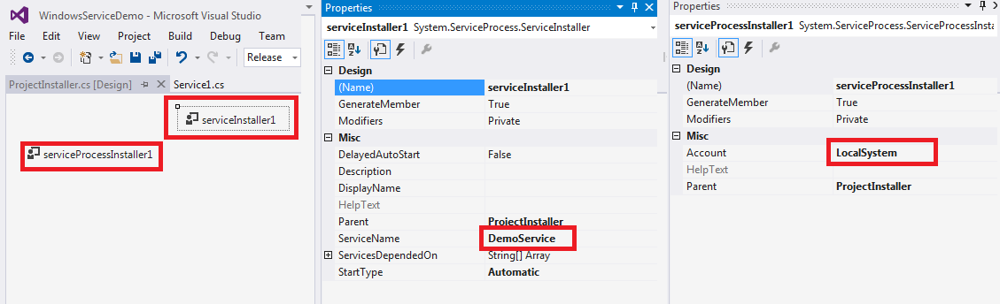 WindowsServiceDemo - Microsoft Visual Studio
File Edit View Project Build Debug Team
Release
ProjectInstaller.cs [Design] Service1.cs
serviceInstaller1
serviceProcessInstaller1
Properties
serviceInstaller1 System.ServiceProcess.ServiceInstaller
Design
(Name) serviceInstaller1
GenerateMember True
Modifiers Private
Misc
DelayedAutoStart False
Description
DisplayName
HelpText
Parent ProjectInstaller
ServiceName DemoService
ServicesDependedOn String[] Array
StartType Automatic
Properties
serviceProcessInstaller1 System.ServiceProcess.ServiceProcessInsta
Design
(Name) serviceProcessInstaller1
GenerateMember True
Modifiers Private
Misc
Account LocalSystem
HelpText
Parent ProjectInstaller